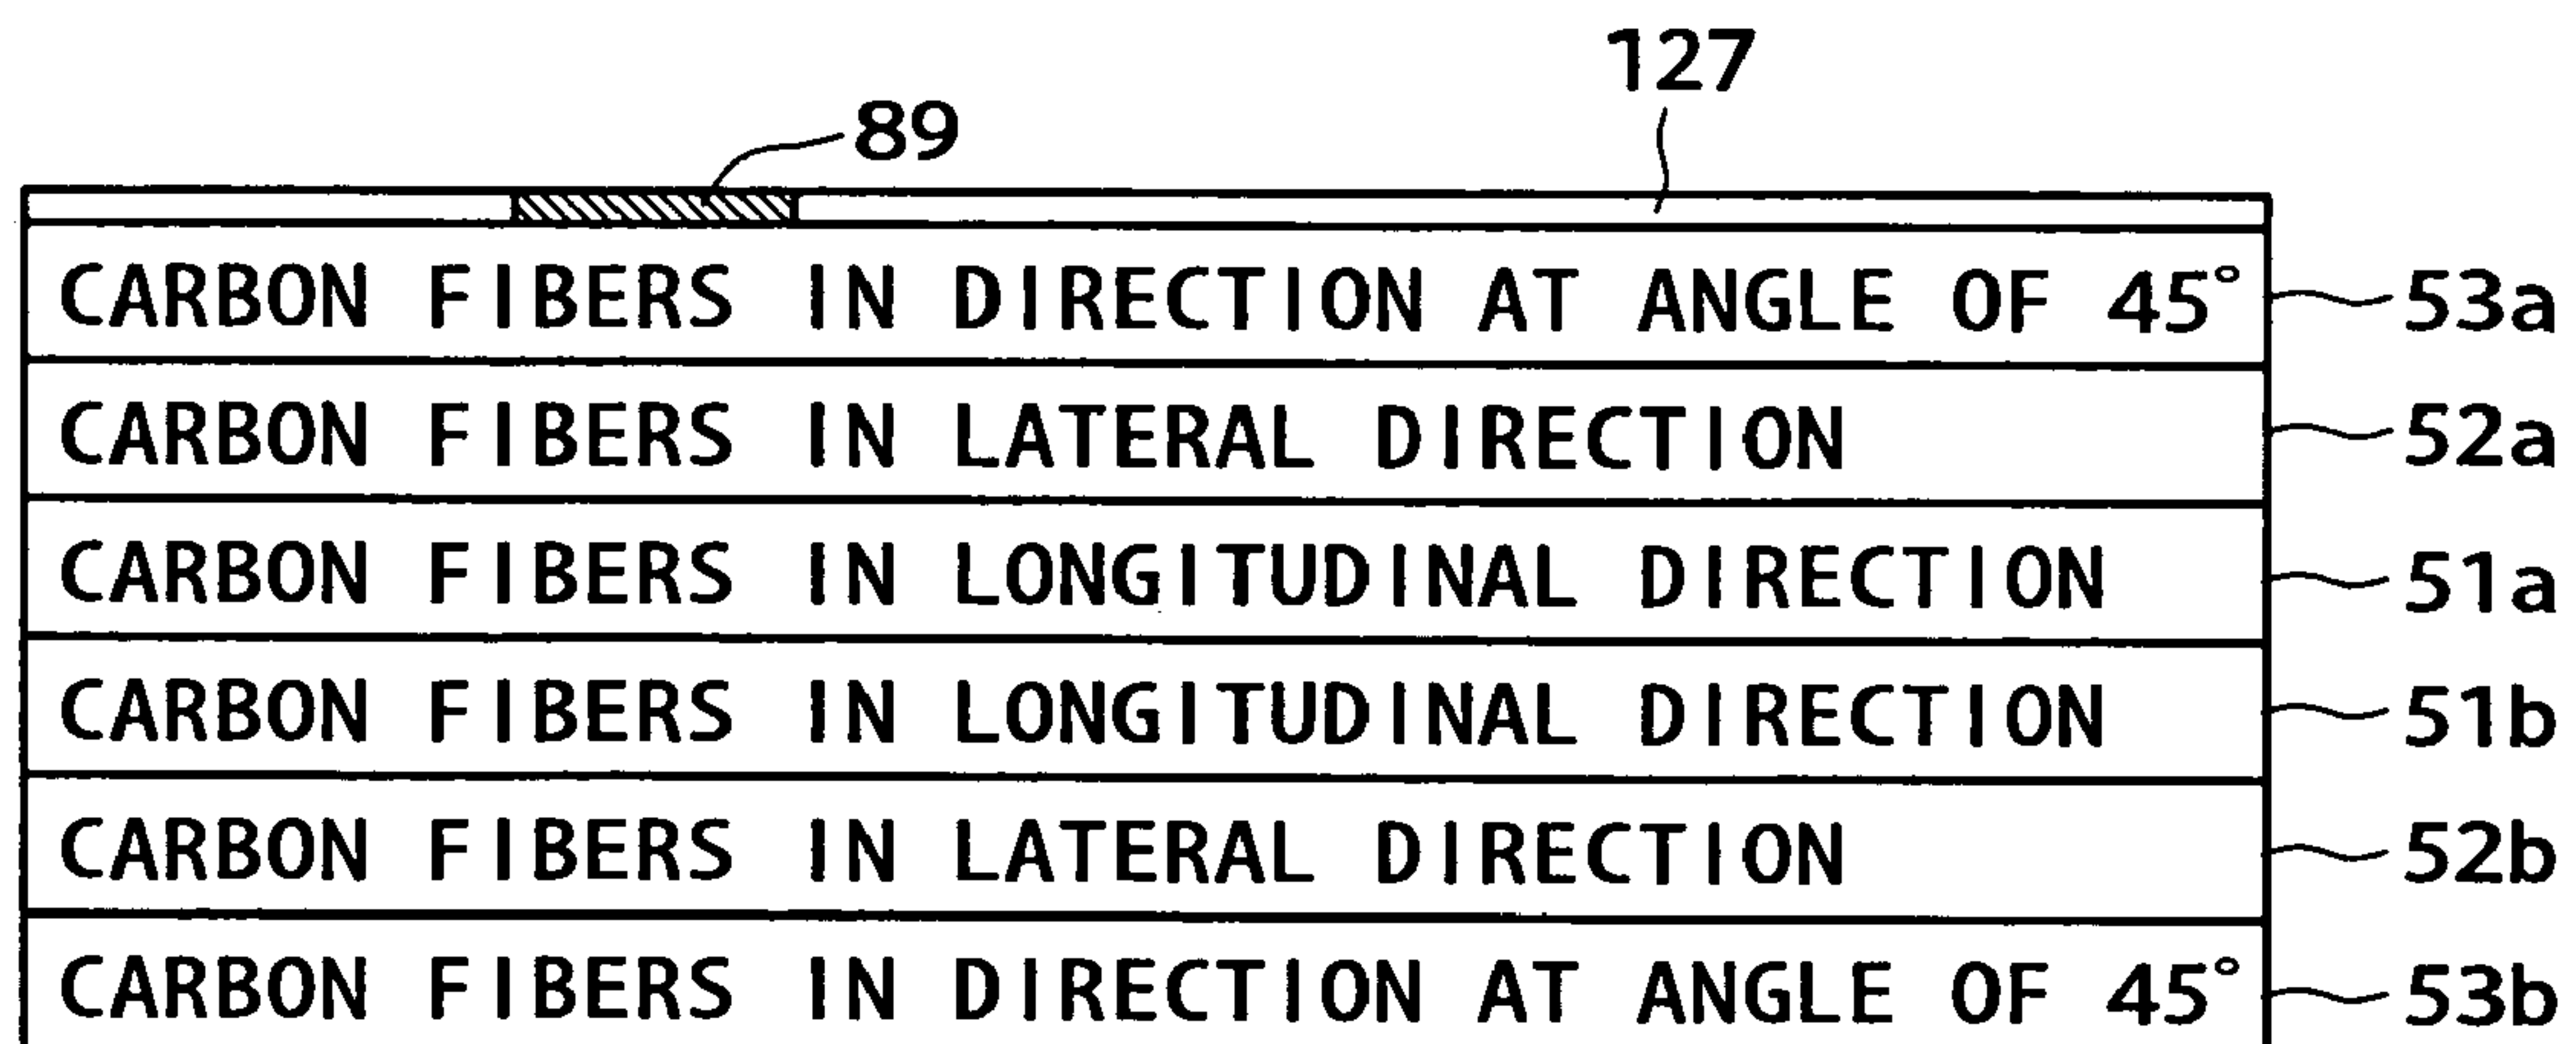 127
89
CARBON FIBERS IN DIRECTION AT ANGLE OF 45° 53a
CARBON FIBERS IN LATERAL DIRECTION 52a
CARBON FIBERS IN LONGITUDINAL DIRECTION 51a
CARBON FIBERS IN LONGITUDINAL DIRECTION 51b
CARBON FIBERS IN LATERAL DIRECTION 52b
CARBON FIBERS IN DIRECTION AT ANGLE OF 45° 53b